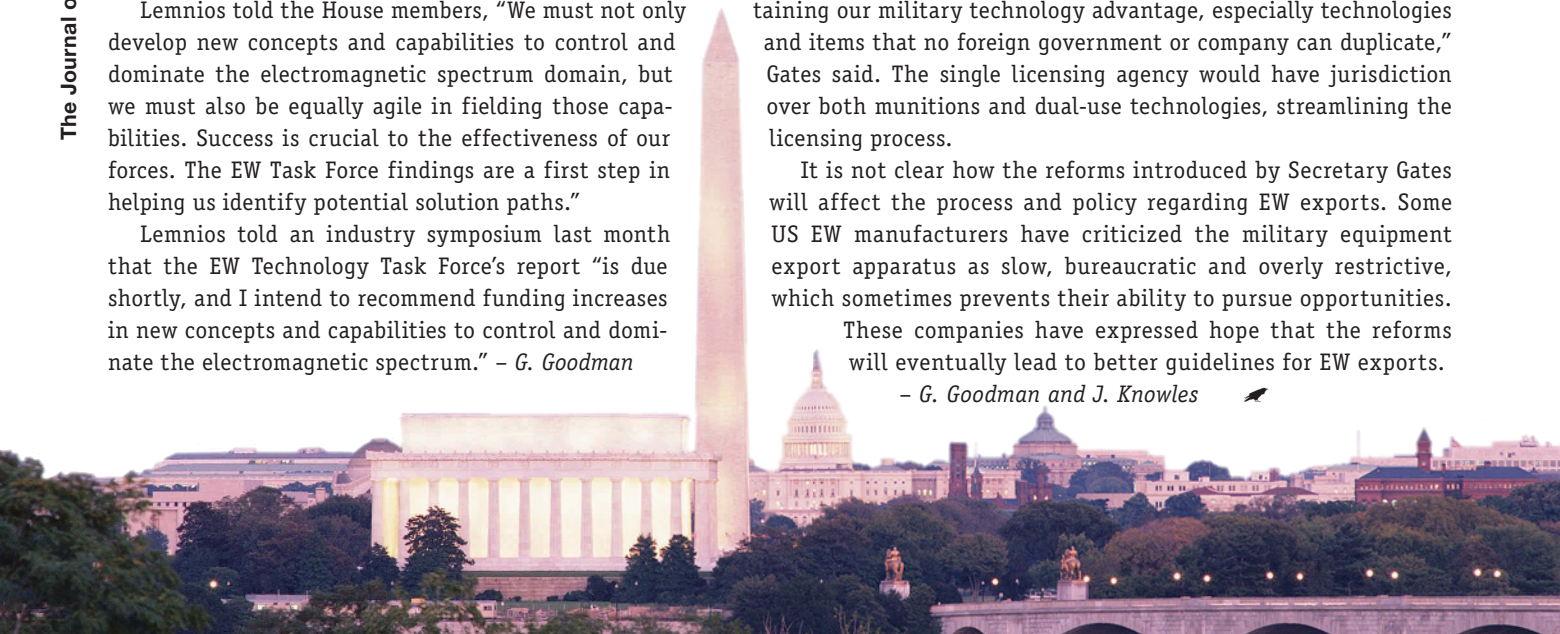 The Journal o
Lemnios told the House members, “We must not only
develop new concepts and capabilities to control and
dominate the electromagnetic spectrum domain, but
we must also be equally agile in fielding those capa-
bilities. Success is crucial to the effectiveness of our
forces. The EW Task Force findings are a first step in
helping us identify potential solution paths.”
Lemnios told an industry symposium last month
that the EW Technology Task Force’s report “is due
shortly, and I intend to recommend funding increases
in new concepts and capabilities to control and domi-
nate the electromagnetic spectrum.” – G. Goodman
taining our military technology advantage, especially technologies
and items that no foreign government or company can duplicate,”
Gates said. The single licensing agency would have jurisdiction
over both munitions and dual-use technologies, streamlining the
licensing process.
It is not clear how the reforms introduced by Secretary Gates
will affect the process and policy regarding EW exports. Some
US EW manufacturers have criticized the military equipment
export apparatus as slow, bureaucratic and overly restrictive,
which sometimes prevents their ability to pursue opportunities.
These companies have expressed hope that the reforms
will eventually lead to better guidelines for EW exports.
– G. Goodman and J. Knowles